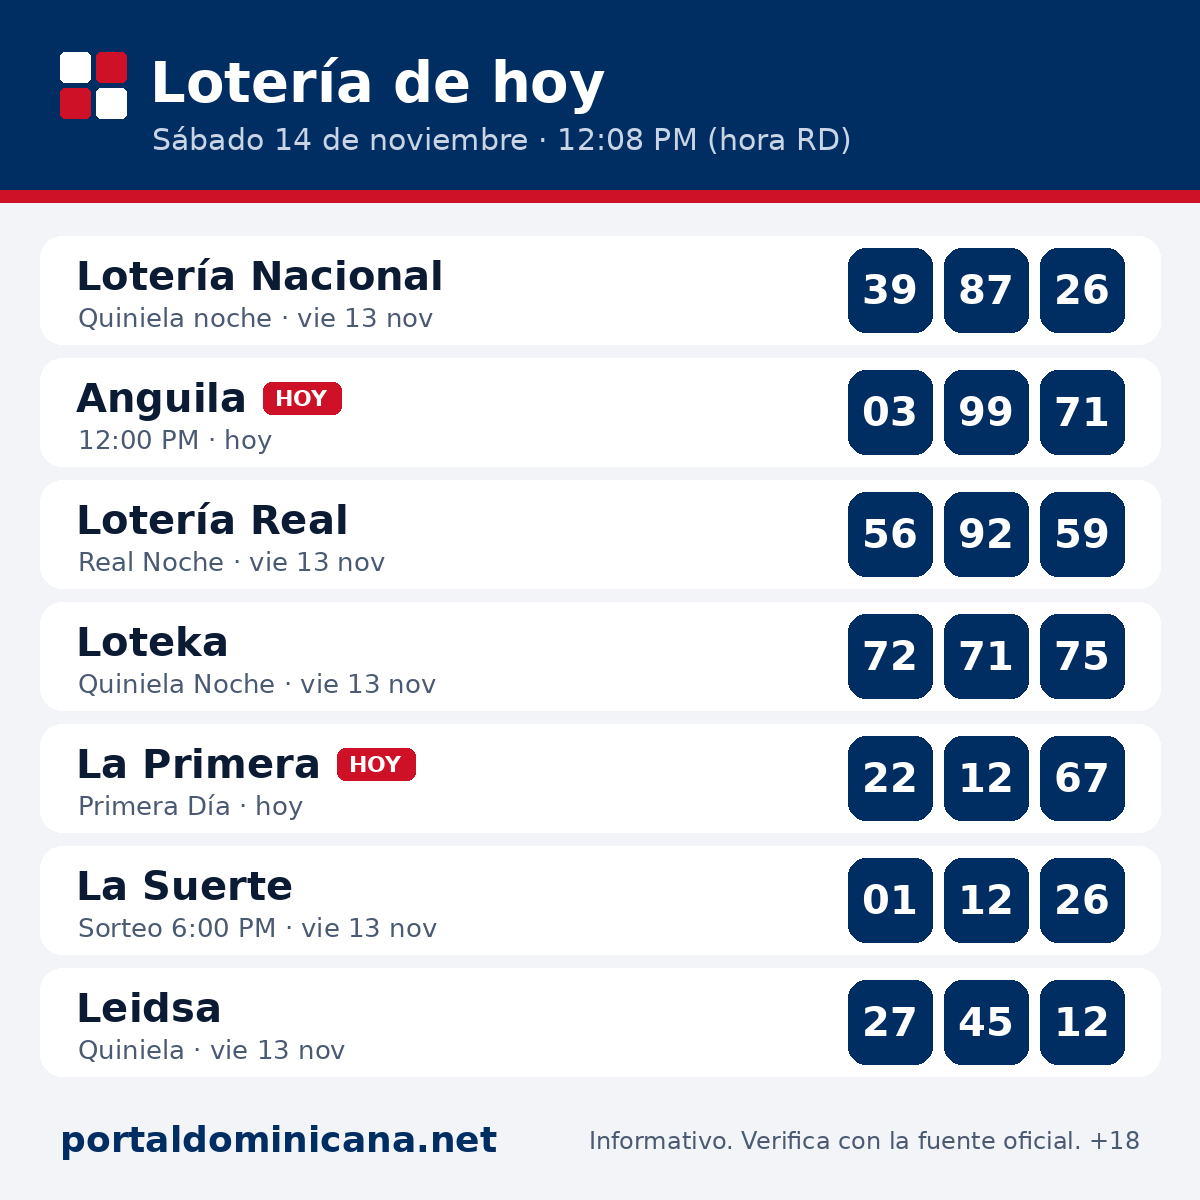 Lotería de hoy
Sábado 14 de noviembre · 12:08 PM (hora RD)
Lotería Nacional
Quiniela noche · vie 13 nov
39 87 26
Anguila HOY
12:00 PM · hoy
03 99 71
Lotería Real
Real Noche · vie 13 nov
56 92 59
Loteka
Quiniela Noche · vie 13 nov
72 71 75
La Primera HOY
Primera Día · hoy
22 12 67
La Suerte
Sorteo 6:00 PM · vie 13 nov
01 12 26
Leidsa
Quiniela · vie 13 nov
27 45 12
portaldominicana.net
Informativo. Verifica con la fuente oficial. +18